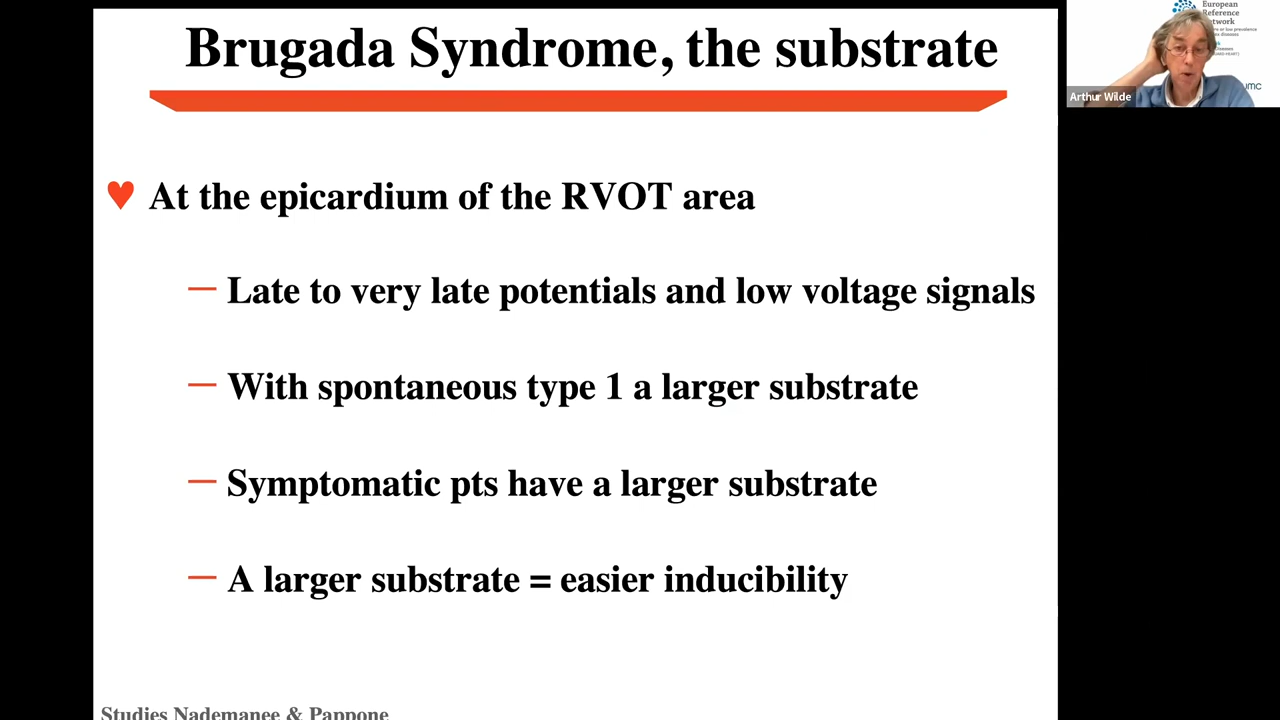 Brugada Syndrome, the substrate
♥ At the epicardium of the RVOT area
— Late to very late potentials and low voltage signals
— With spontaneous type 1 a larger substrate
— Symptomatic pts have a larger substrate
— A larger substrate = easier inducibility
Studies Nademanee & Pappone
European
Reference
Network
Arthur Wilde
umc